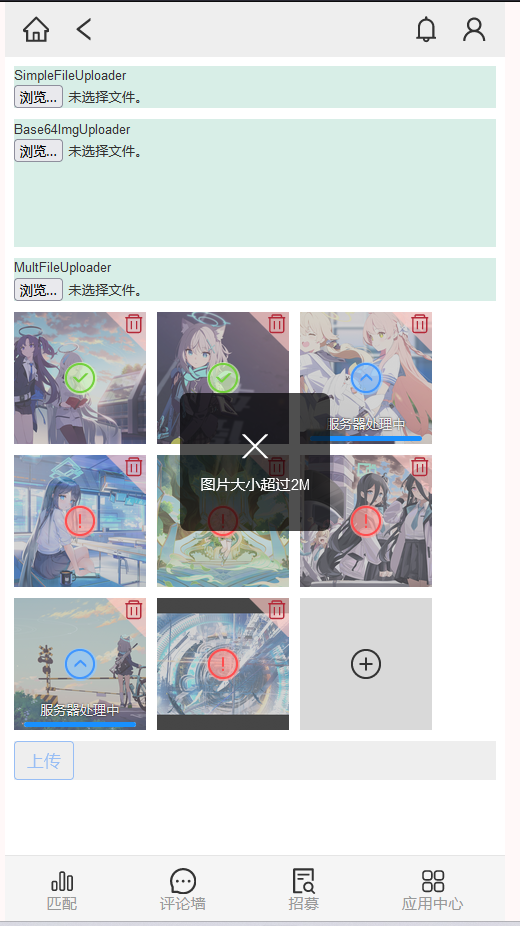 SimpleFileUploader
浏览... 未选择文件。
Base64ImgUploader
浏览... 未选择文件。
MultFileUploader
浏览... 未选择文件。
服务器处理中
图片大小超过2M
服务器处理中
上传
匹配 评论墙 招募 应用中心